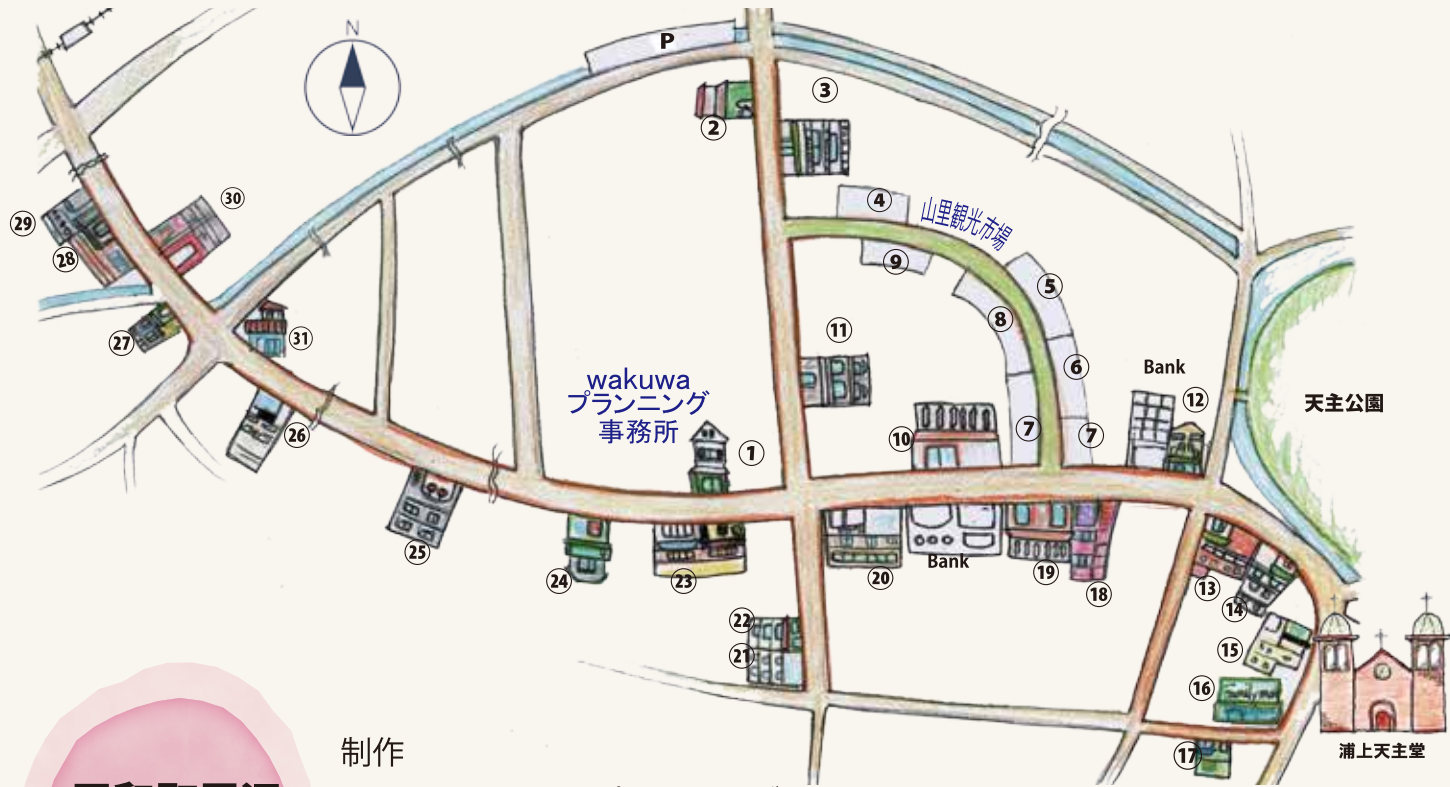 N
P
②
③
④
山里観光市場
⑨
⑤
⑧
⑥
⑦
⑦
⑪
⑩
Bank
⑫
天主公園
㉙
㉚
㉘
㉗
㉛
㉖
wakuwa
プランニング
事務所
①
㉕
㉔
㉓
⑳
Bank
⑲
⑱
⑬
⑭
⑮
⑯
⑰
㉒
㉑
浦上天主堂
制作